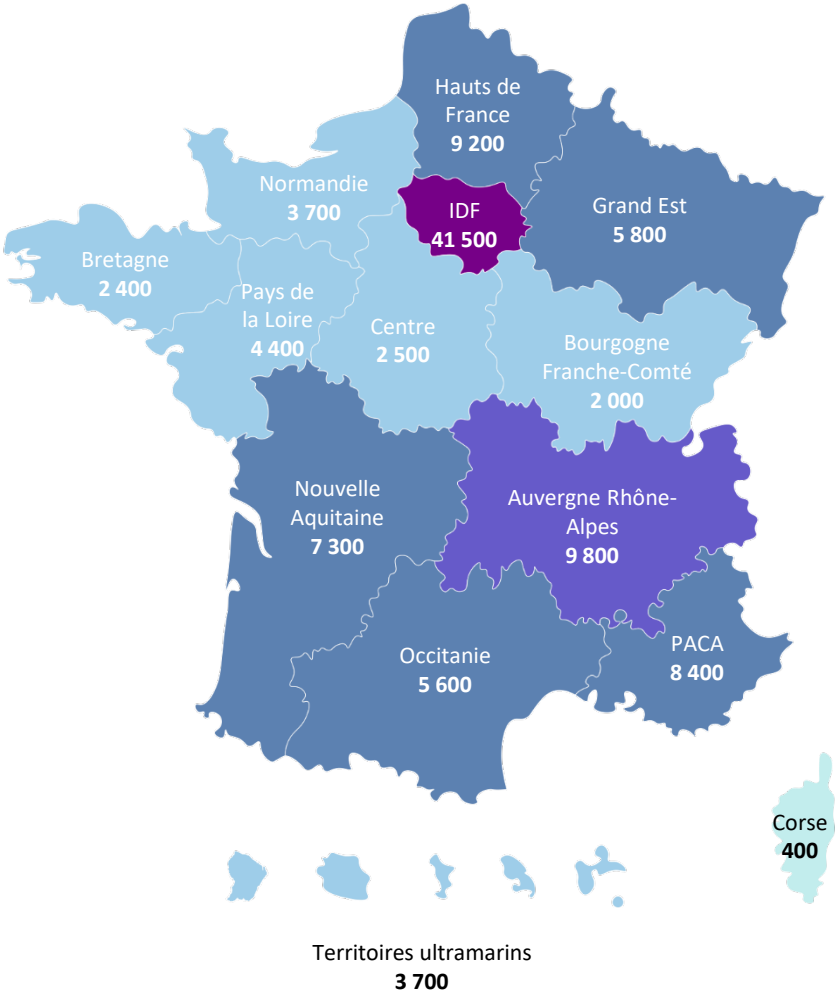 Hauts de
France
9 200
Normandie
3 700
IDF
41 500
Grand Est
5 800
Bretagne
2 400
Pays de
la Loire
4 400
Centre
2 500
Bourgogne
Franche-Comté
2 000
Nouvelle
Aquitaine
7 300
Auvergne Rhône-
Alpes
9 800
Occitanie
5 600
PACA
8 400
Corse
400
Territoires ultramarins
3 700